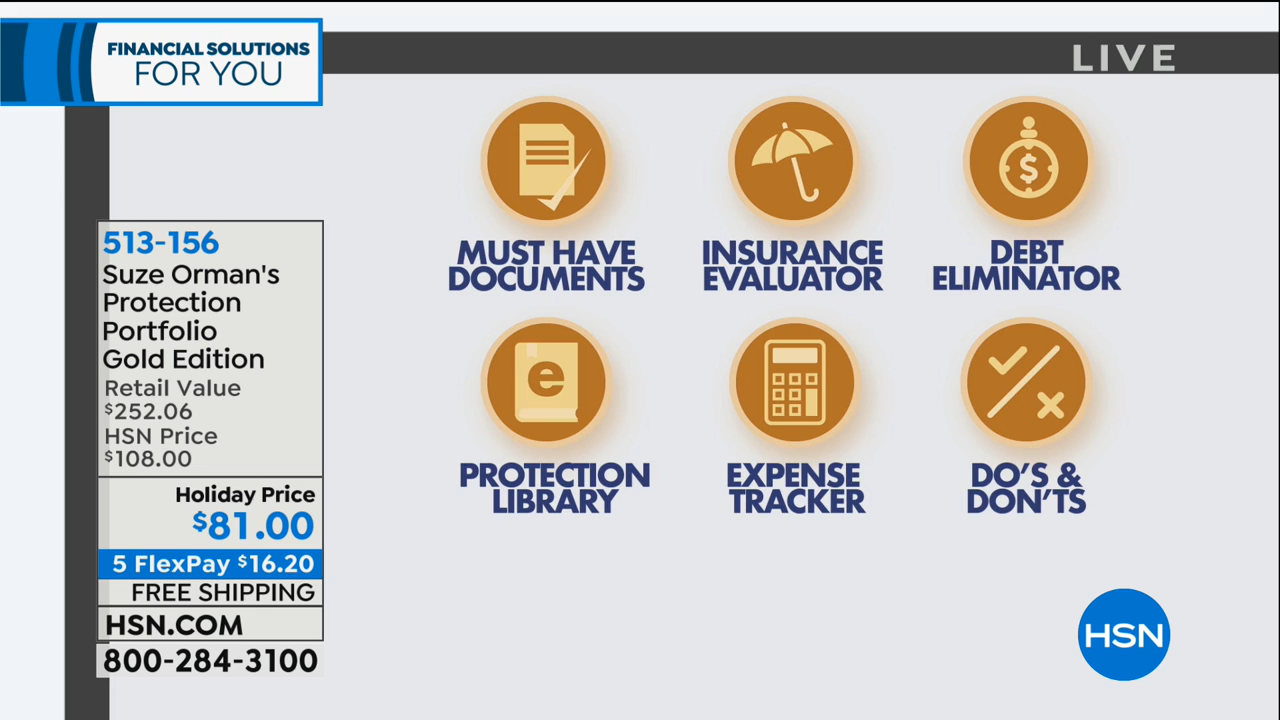 FINANCIAL SOLUTIONS
FOR YOU
LIVE
MUST HAVE
DOCUMENTS
INSURANCE
EVALUATOR
DEBT
ELIMINATOR
$
e
PROTECTION
LIBRARY
EXPENSE
TRACKER
DO'S &
DON'TS
513-156
Suze Orman's
Protection
Portfolio
Gold Edition
Retail Value
$252.06
HSN Price
$108.00
Holiday Price
$81.00
5 FlexPay $16.20
FREE SHIPPING
HSN.COM
800-284-3100
HSN